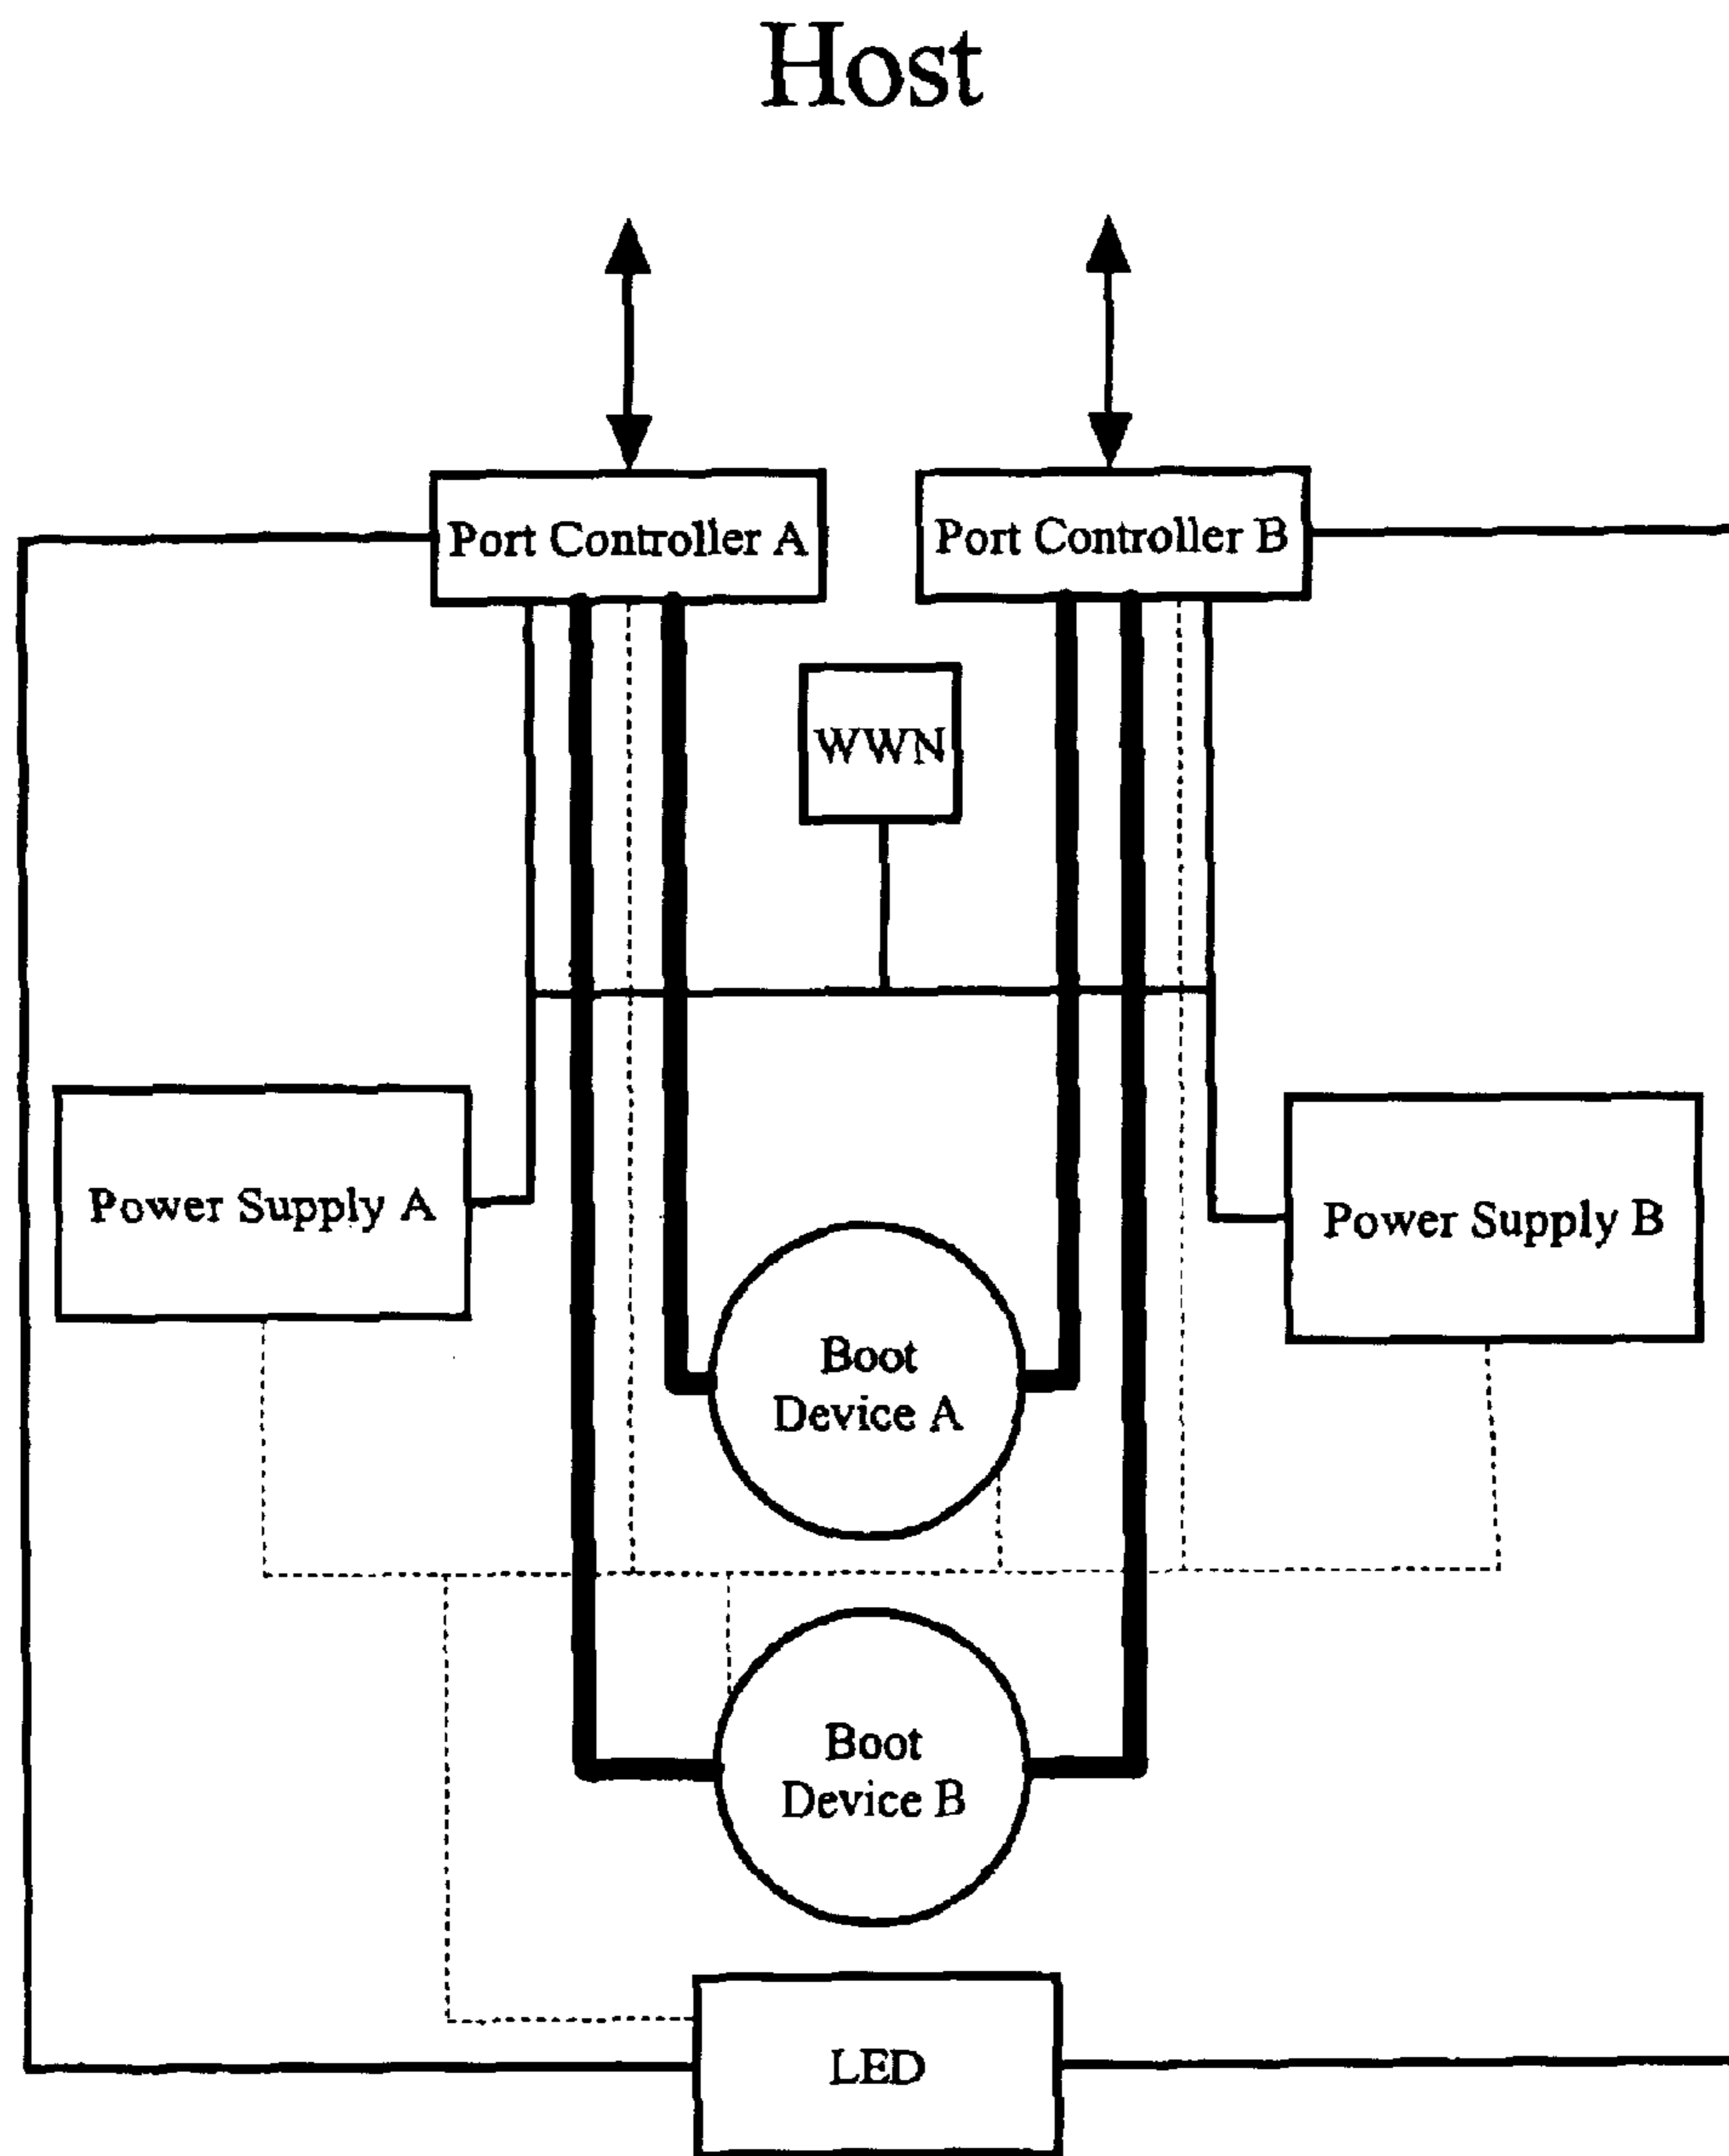 Host
Port Controller A
Port Controller B
WWN
Power Supply A
Power Supply B
Boot
Device A
Boot
Device B
LED